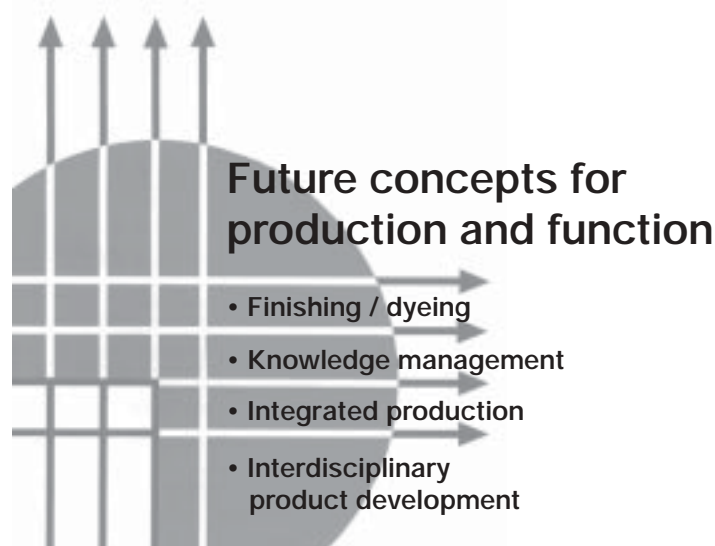 Future concepts for
production and function
• Finishing / dyeing
• Knowledge management
• Integrated production
• Interdisciplinary
product development